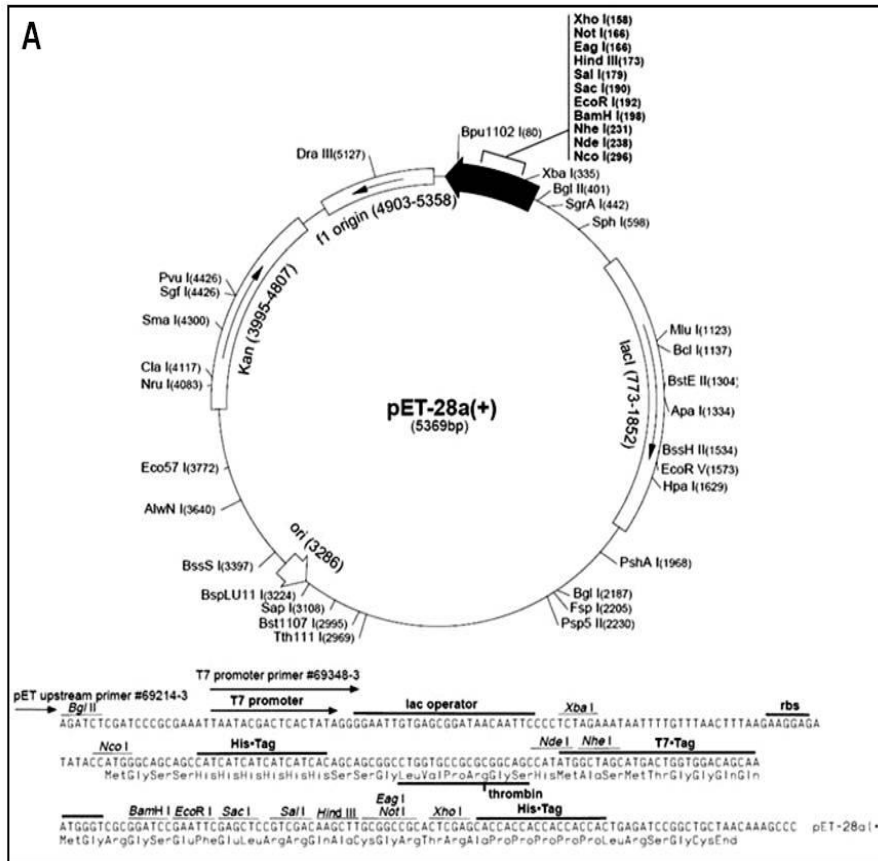 A
Xho I(158)
Not I(166)
Eag I(166)
Hind III(173)
Sal I(179)
Sac I(190)
EcoR I(192)
BamH I(198)
Nhe I(231)
Nde I(238)
Nco I(296)
Bpu1102 I(80)
Dra III(5127)
Xba I(335)
Bgl II(401)
SgrA I(442)
Sph I(598)
f1 origin (4903-5358)
Pvu I(4426)
Sgf I(4426)
Sma I(4300)
Kan (3995-4807)
Cla I(4117)
Nru I(4083)
Mlu I(1123)
Bcl I(1137)
lacI (773-1852)
BstE II(1304)
Apa I(1334)
pET-28a(+)
(5369bp)
BssH II(1534)
EcoR V(1573)
Hpa I(1629)
Eco57 I(3772)
AlwN I(3640)
ori (3286)
BssS I(3397)
PshA I(1968)
BspLU11 I(3224)
Sap I(3108)
Bst1107 I(2995)
Tth111 I(2969)
Bgl I(2187)
Fsp I(2205)
Psp5 II(2230)
T7 promoter primer #69348-3
pET upstream primer #69214-3
Bgl II T7 promoter lac operator Xba I rbs
AGATCTCGATCCCGCGAAATTAATACGACTCACTATAGGGGAATTGTGAGCGGATAACAATTCCCCTCTAGAAATAATTTTGTTTAACTTTAAGAAGGAGA
Nco I His•Tag Nde I Nhe I T7•Tag
TATACCATGGGCAGCAGCCATCATCATCATCATCACAGCAGCGGCCTGGTGCCGCGCGGCAGCCATATGGCTAGCATGACTGGTGGACAGCAA
MetGlySerSerHisHisHisHisHisHisSerSerGlyLeuValProArgGlySerHisMetAlaSerMetThrGlyGlyGlnGln
thrombin
BamH I EcoR I Sac I Sal I Hind III Eag I Not I Xho I His•Tag
ATGGGTCGCGGATCCGAATTCGAGCTCCGTCGACAAGCTTGCGGCCGCACTCGAGCACCACCACCACCACCACTGAGATCCGGCTGCTAACAAAGCCC pET-28a(•
MetGlyArgGlySerGluPheGluLeuArgArgGlnAlaCysGlyArgThrArgAlaProProProProProLeuArgSerGlyCysEnd